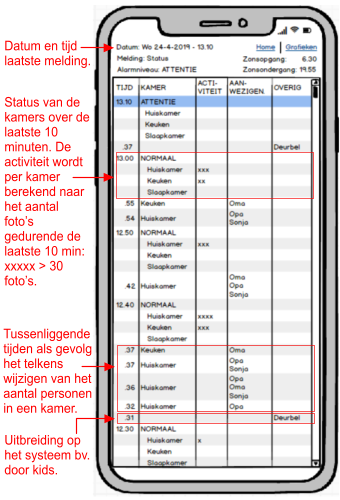 Datum en tijd
laatste melding.
Status van de
kamers over de
laatste 10
minuten. De
activiteit wordt
per kamer
berekend naar
het aantal
foto's
gedurende de
laatste 10 min:
xxxxx > 30
foto's.
Tussenliggende
tijden als gevolg
het telkens
wijzigen van het
aantal personen
in een kamer.
Uitbreiding op
het systeem bv.
door kids.
Datum: Wo 24-4-2019 - 13.10 Home Grafieken
Melding: Status Zonsopgang: 6.30
Alarmniveau: ATTENTIE Zonsondergang: 19.55
TIJD KAMER ACTI-VITEIT AAN-WEZIGEN OVERIG
13.10 ATTENTIE
Huiskamer
Keuken
Slaapkamer
.37 Deurbel
13.00 NORMAAL
Huiskamer xxx
Keuken xx
Slaapkamer
.55 Keuken Oma
.54 Huiskamer Opa
Sonja
12.50 NORMAAL
Huiskamer xxx
Keuken
Slaapkamer
.42 Huiskamer Oma
Opa
Sonja
12.40 NORMAAL
Huiskamer xxxx
Keuken xxx
Slaapkamer
.37 Keuken Oma
.37 Huiskamer Opa
Sonja
.36 Huiskamer Opa
Oma
Sonja
.32 Huiskamer Opa
.31 Deurbel
12.30 NORMAAL
Huiskamer x
Keuken
Slaapkamer